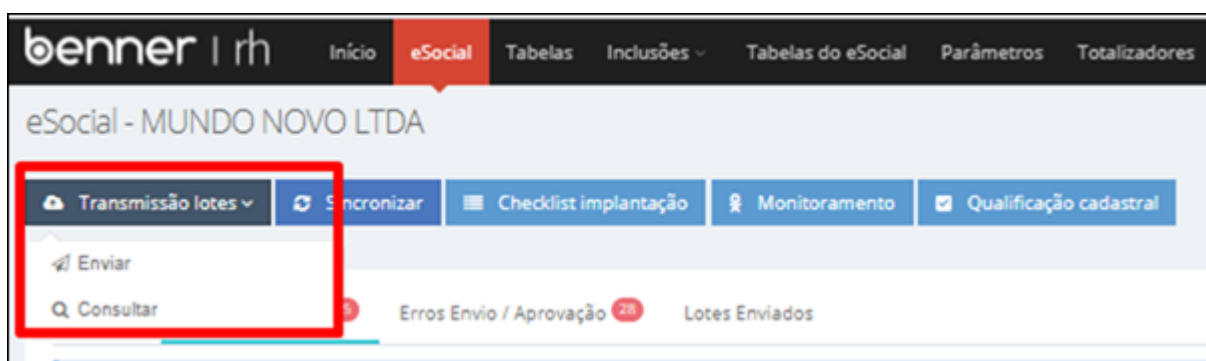 benner | rh Início eSocial Tabelas Inclusões Tabelas do eSocial Parâmetros Totalizadores
eSocial - MUNDO NOVO LTDA
Transmissão lotes Sincronizar Checklist implantação Monitoramento Qualificação cadastral
Enviar
Consultar Erros Envio / Aprovação 28 Lotes Enviados